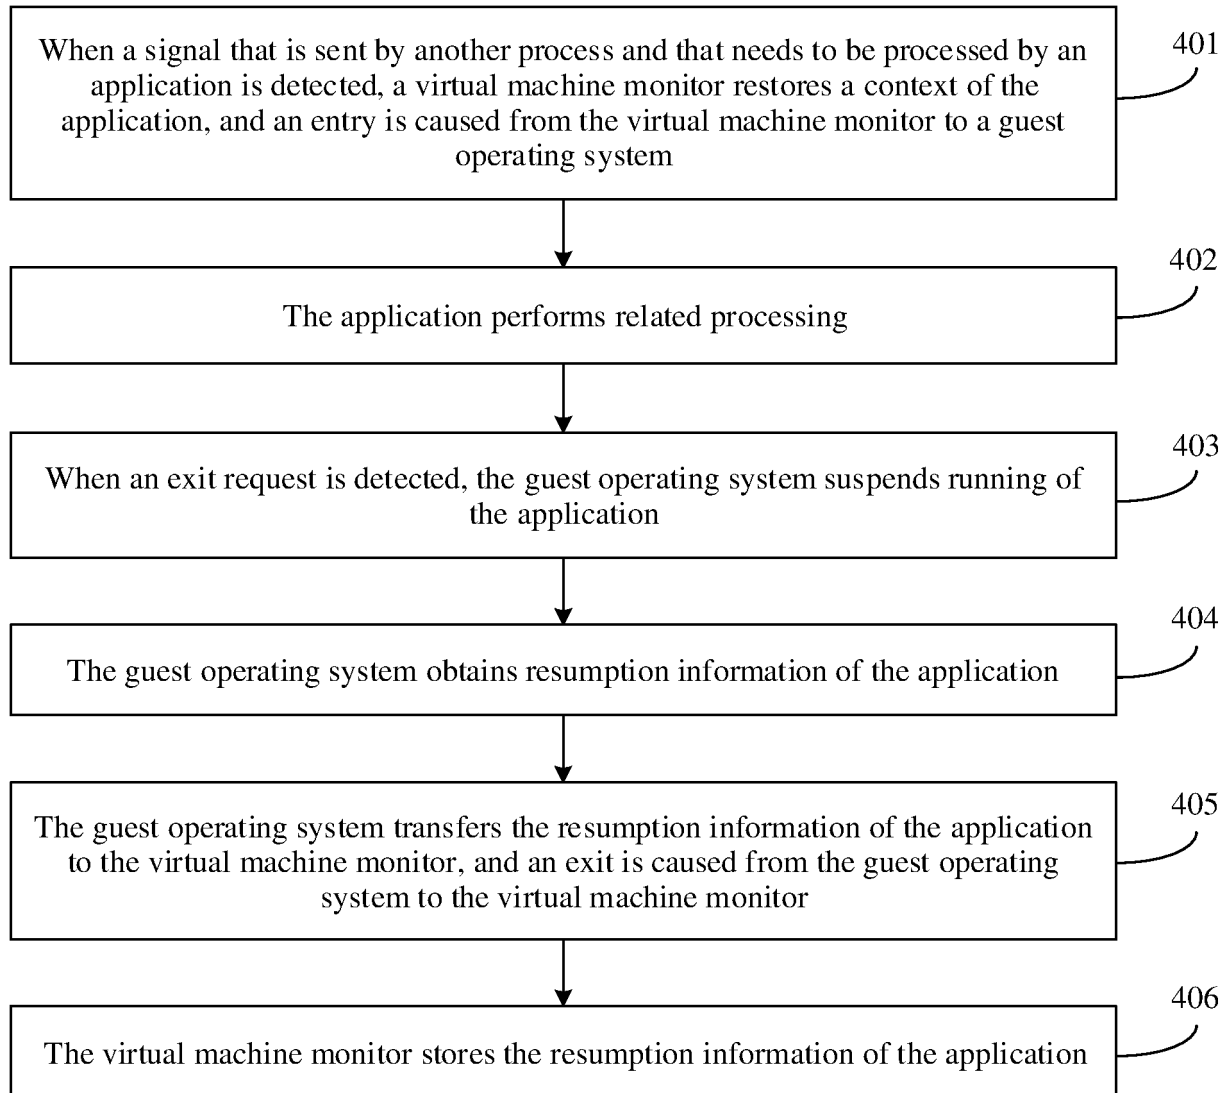 When a signal that is sent by another process and that needs to be processed by an
application is detected, a virtual machine monitor restores a context of the
application, and an entry is caused from the virtual machine monitor to a guest
operating system
401
The application performs related processing
402
When an exit request is detected, the guest operating system suspends running of
the application
403
The guest operating system obtains resumption information of the application
404
The guest operating system transfers the resumption information of the application
to the virtual machine monitor, and an exit is caused from the guest operating
system to the virtual machine monitor
405
The virtual machine monitor stores the resumption information of the application
406